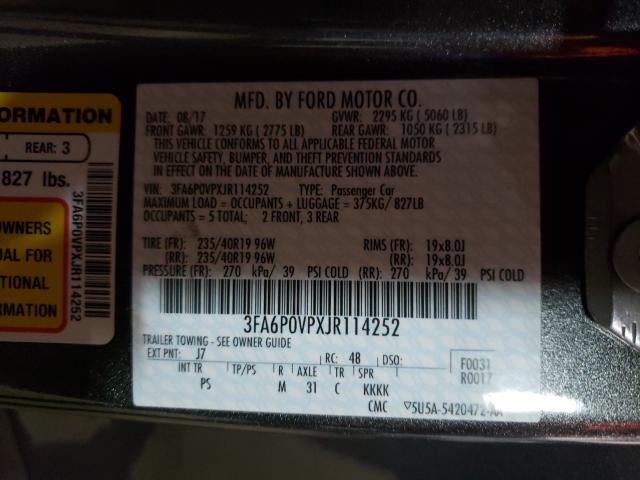 FORMATION
REAR: 3
827 lbs.
3FA6P0VPXJR114252
OWNERS
UAL FOR
TIONAL
MATION
MFD. BY FORD MOTOR CO.
DATE: 08/17 GVWR: 2295 KG ( 5060 LB)
FRONT GAWR: 1259 KG ( 2775 LB) REAR GAWR: 1050 KG ( 2315 LB)
THIS VEHICLE CONFORMS TO ALL APPLICABLE FEDERAL MOTOR
VEHICLE SAFETY, BUMPER, AND THEFT PREVENTION STANDARDS
IN EFFECT ON THE DATE OF MANUFACTURE SHOWN ABOVE.
VIN: 3FA6P0VPXJR114252 TYPE: Passenger Car
MAXIMUM LOAD = OCCUPANTS + LUGGAGE = 375KG/ 827LB
OCCUPANTS = 5 TOTAL; 2 FRONT, 3 REAR
TIRE (FR): 235/40R19 96W RIMS (FR): 19x8.0J
(RR): 235/40R19 96W (RR): 19x8.0J
PRESSURE (FR): 270 kPa/ 39 PSI COLD (RR): 270 kPa/ 39 PSI COLD
3FA6P0VPXJR114252
TRAILER TOWING - SEE OWNER GUIDE
EXT PNT: J7 RC: 48 DSO: F0031
INT TR TP/PS R AXLE TR SPR R0017
PS M 31 C KKKK
CMC 5U5A-5420472-AA